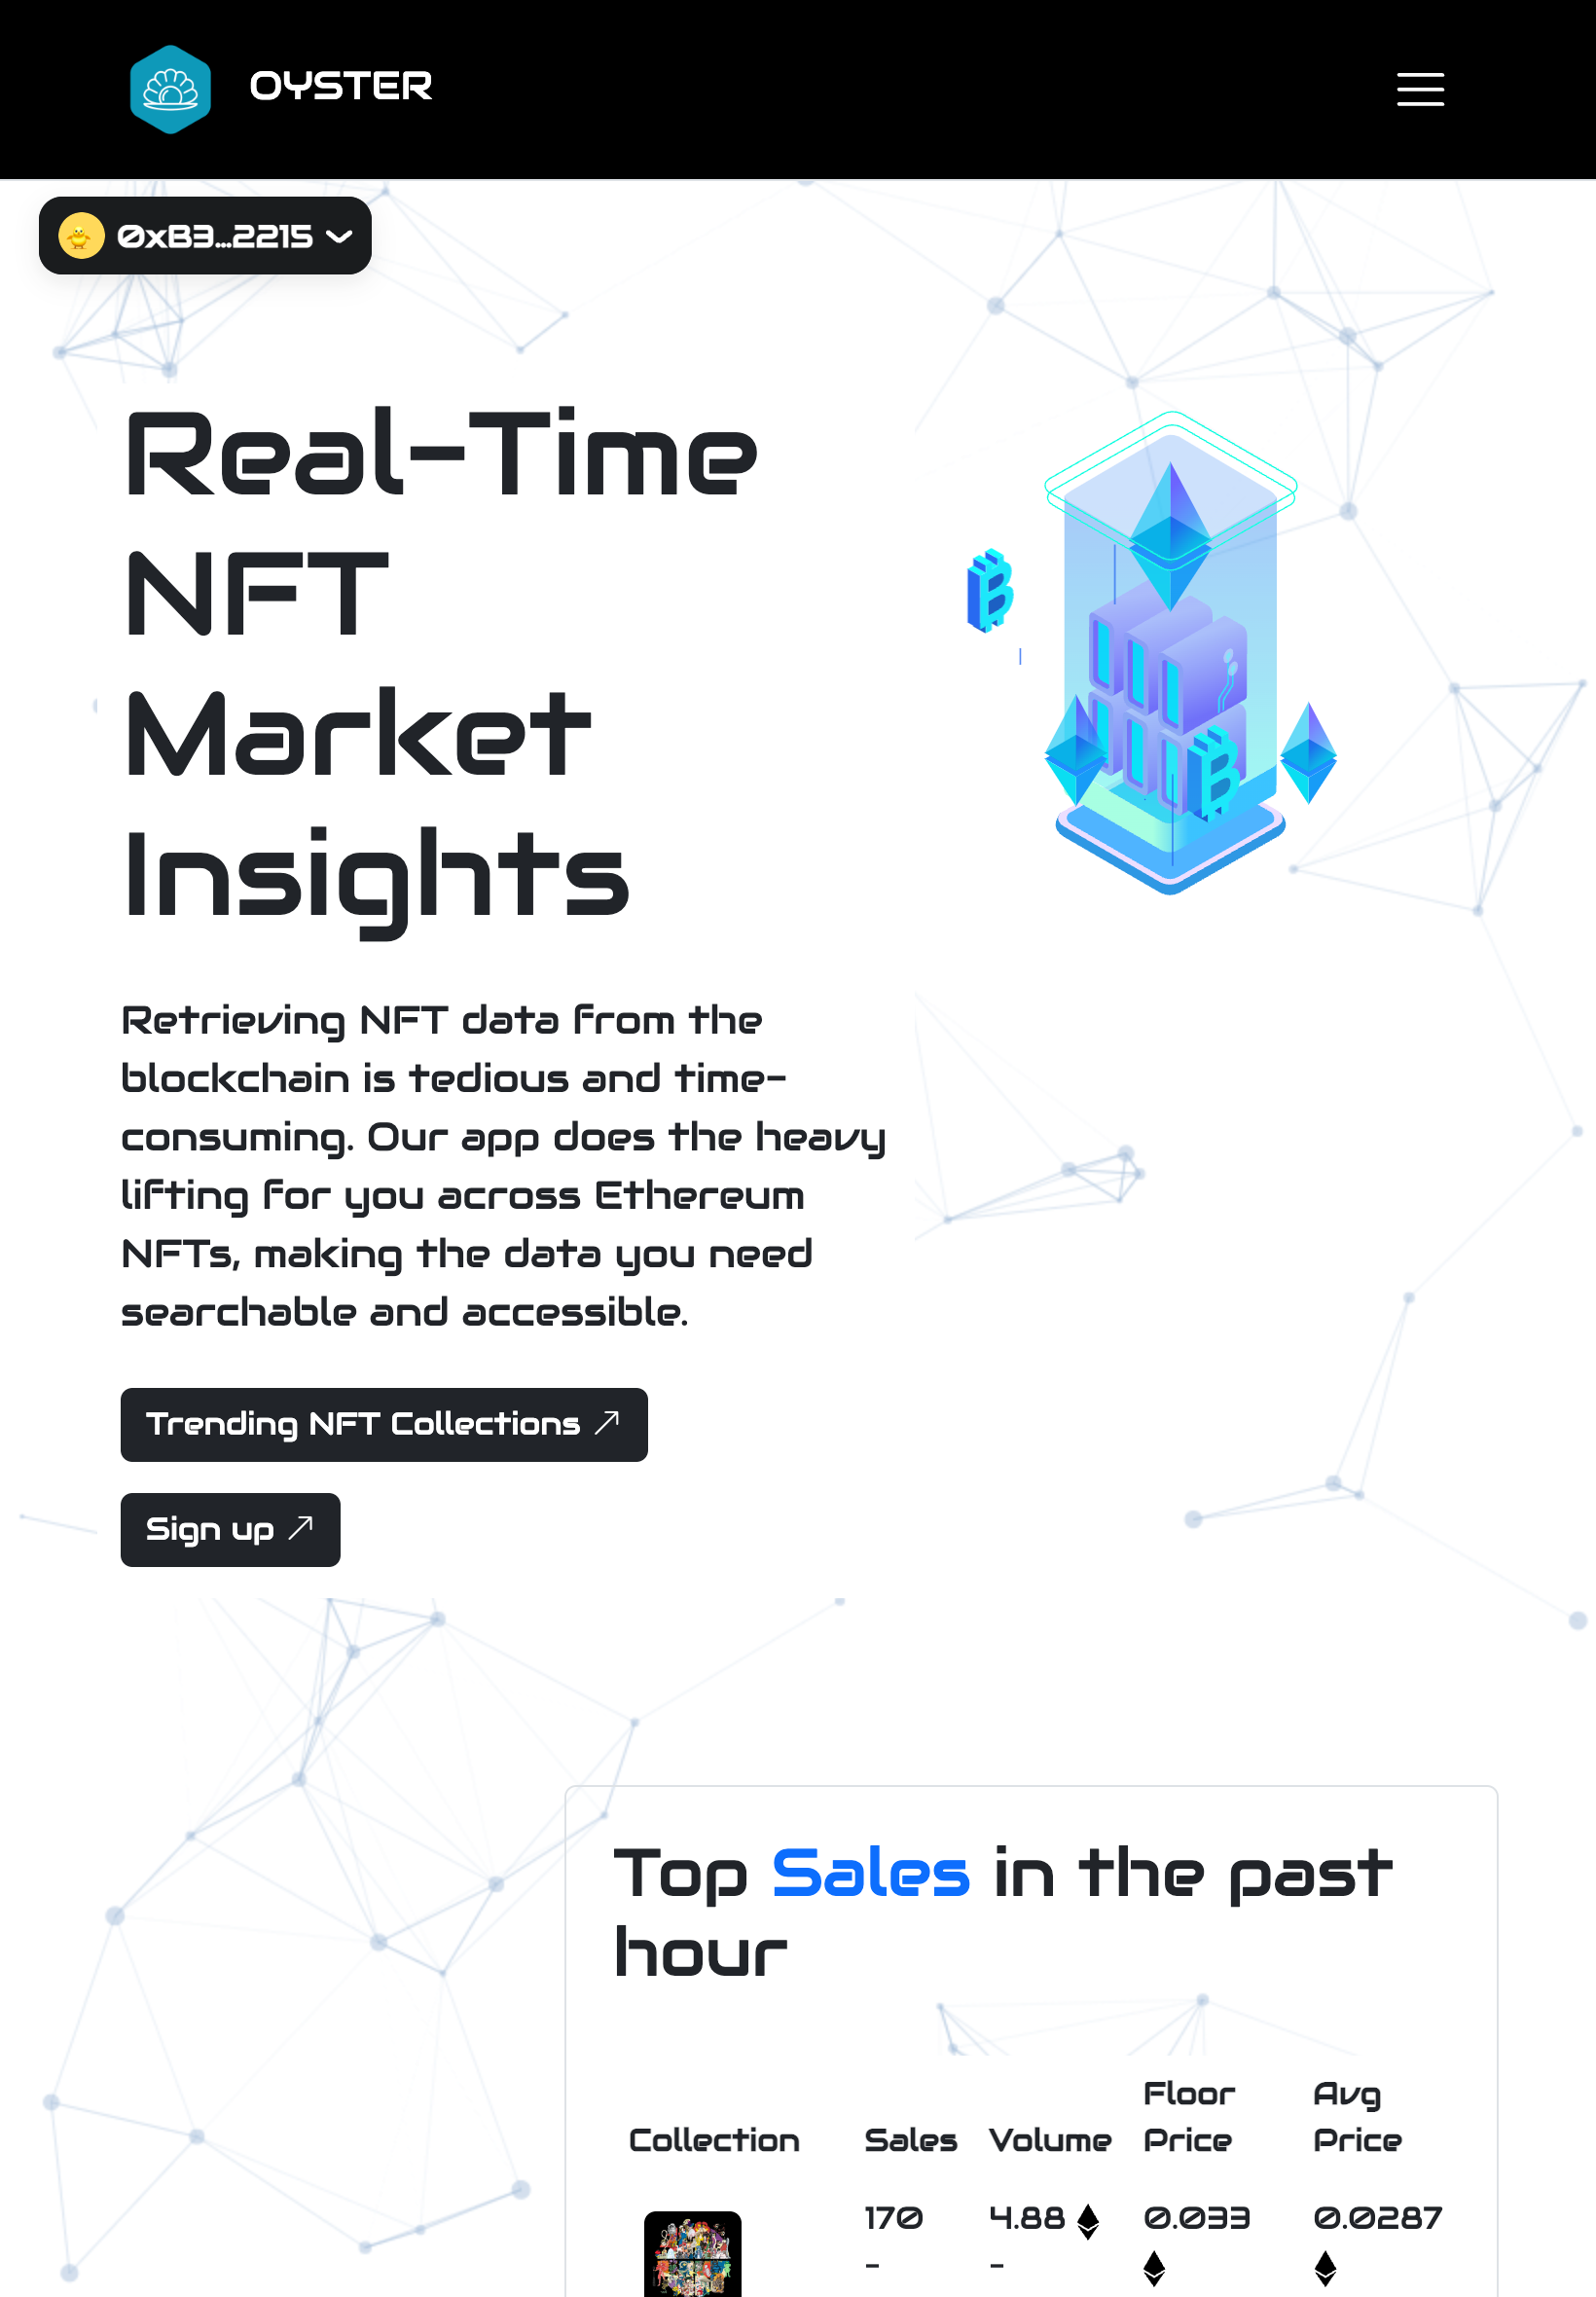 OYSTER
0xB3...2215
Real-Time
NFT
Market
Insights
Retrieving NFT data from the
blockchain is tedious and time-
consuming. Our app does the heavy
lifting for you across Ethereum
NFTs, making the data you need
searchable and accessible.
Trending NFT Collections
Sign up
Top Sales in the past
hour
Collection Sales Volume Floor Price Avg Price
170 4.88 0.033 0.0287
- -